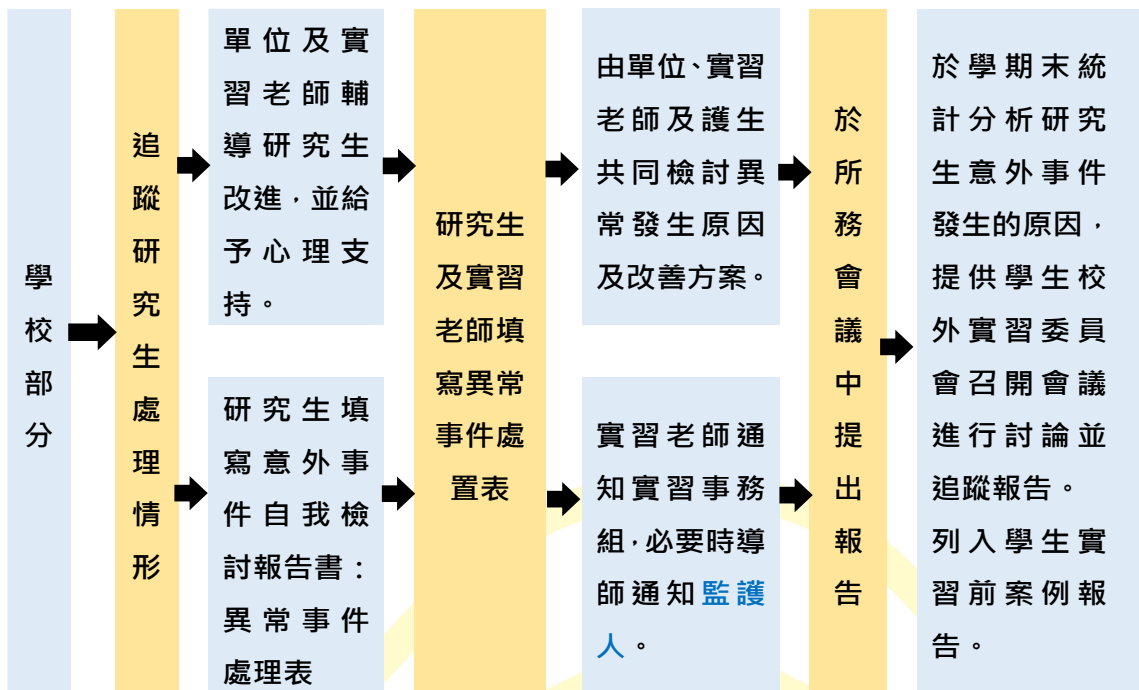 學
校
部
分
追
蹤
研
究
生
處
理
情
形
單位及實
習老師輔
導研究生
改進，並給
予心理支
持。
研究生填
寫意外事
件自我檢
討報告書：
異常事件
處理表
研究生
及實習
老師填
寫異常
事件處
置表
由單位、實習
老師及護生
共同檢討異
常發生原因
及改善方案。
實習老師通
知實習事務
組，必要時導
師通知監護
人。
於
所
務
會
議
中
提
出
報
告
於學期末統
計分析研究
生意外事件
發生的原因，
提供學生校
外實習委員
會召開會議
進行討論並
追蹤報告。
列入學生實
習前案例報
告。